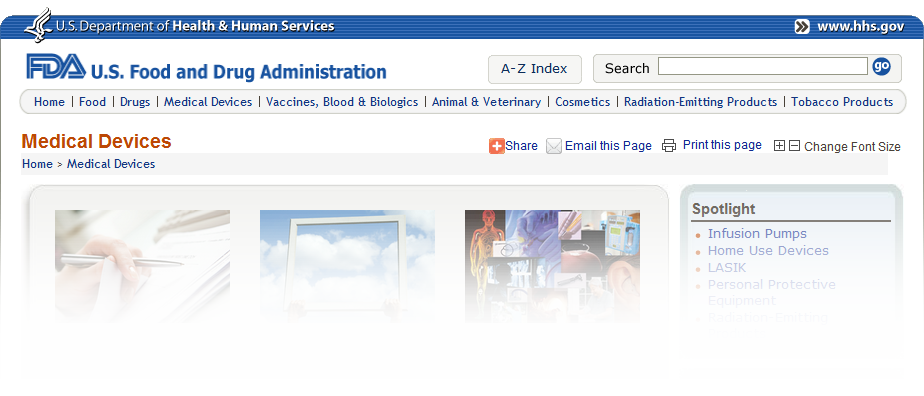 U.S. Department of Health & Human Services
www.hhs.gov
FDA U.S. Food and Drug Administration
A-Z Index
Search
go
Home | Food | Drugs | Medical Devices | Vaccines, Blood & Biologics | Animal & Veterinary | Cosmetics | Radiation-Emitting Products | Tobacco Products
Medical Devices
Share
Email this Page
Print this page
Change Font Size
Home > Medical Devices
Spotlight
Infusion Pumps
Home Use Devices
LASIK
Personal Protective
Equipment
Radiation-Emitting